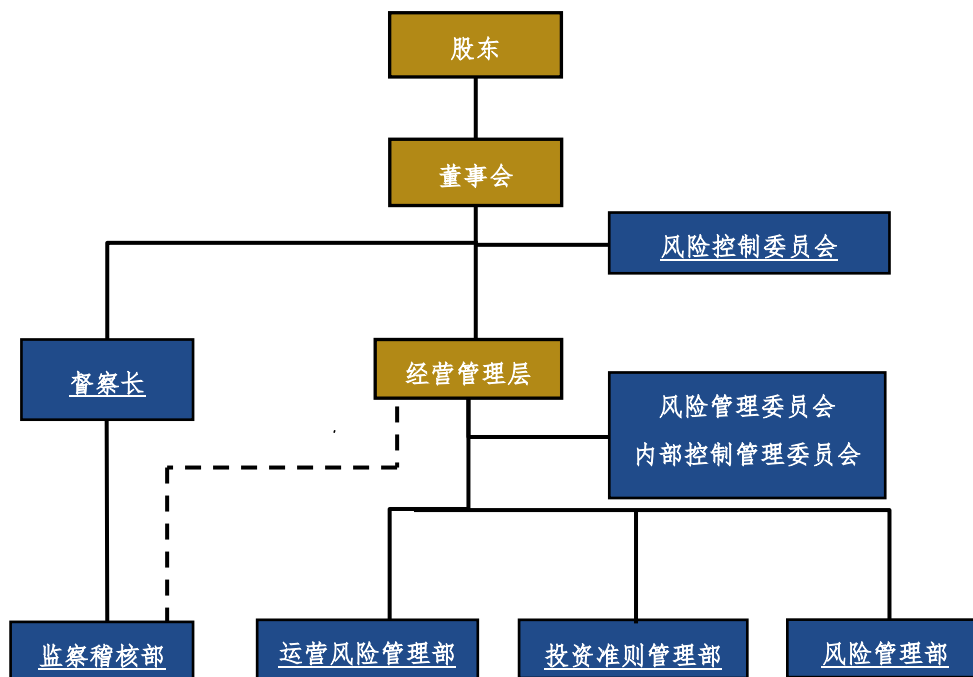 股东
董事会
风险控制委员会
督察长
经营管理层
风险管理委员会
内部控制管理委员会
监察稽核部
运营风险管理部
投资准则管理部
风险管理部